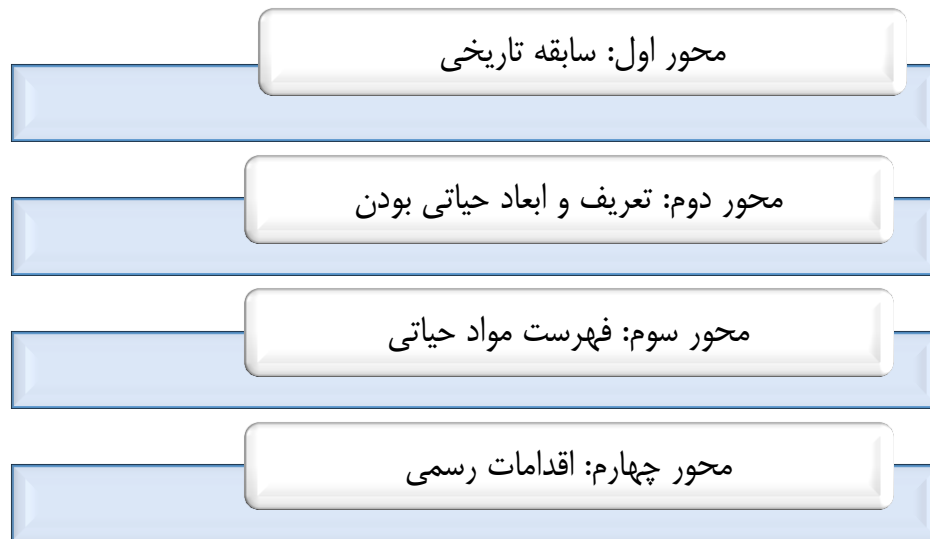 محور اول: سابقه تاریخی
محور دوم: تعریف و ابعاد حیاتی بودن
محور سوم: فهرست مواد حیاتی
محور چهارم: اقدامات رسمی